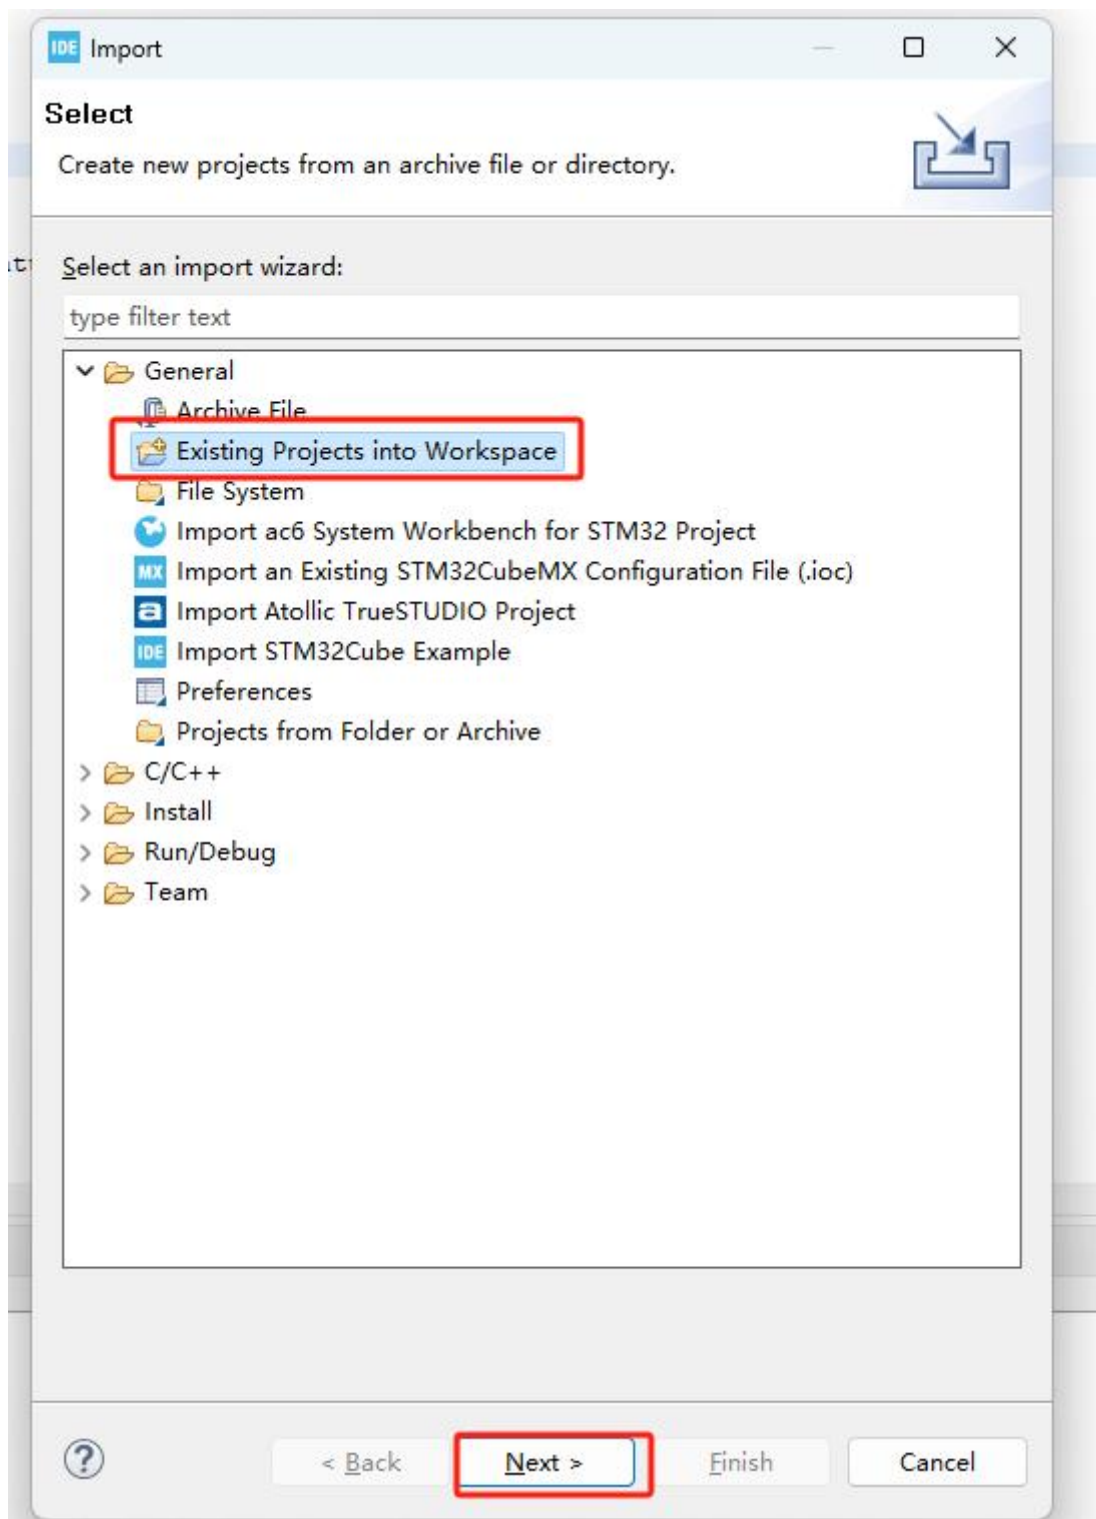 IDE Import
Select
Create new projects from an archive file or directory.
Select an import wizard:
type filter text
General
Archive File
Existing Projects into Workspace
File System
Import ac6 System Workbench for STM32 Project
MX Import an Existing STM32CubeMX Configuration File (.ioc)
a Import Atollic TrueSTUDIO Project
IDE Import STM32Cube Example
Preferences
Projects from Folder or Archive
C/C++
Install
Run/Debug
Team
? < Back Next > Finish Cancel